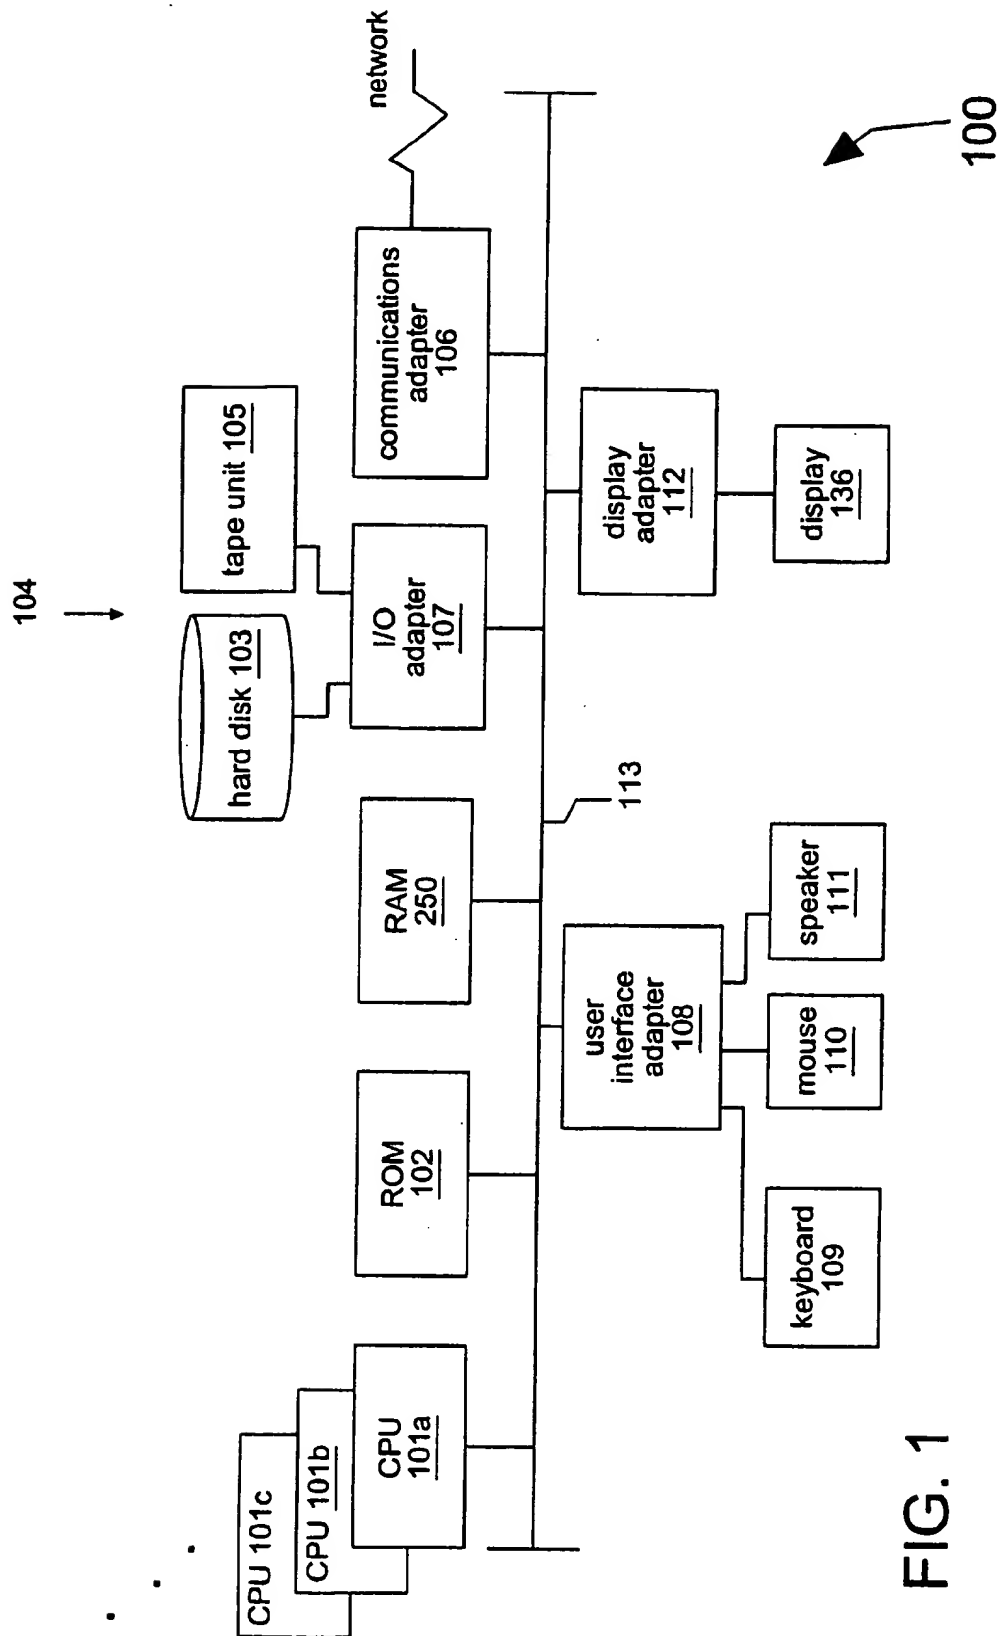 104
hard disk 103
tape unit 105
network
CPU 101c
CPU 101b
CPU
101a
ROM
102
RAM
250
I/O
adapter
107
communications
adapter
106
113
user
interface
adapter
108
display
adapter
112
keyboard
109
mouse
110
speaker
111
display
136
FIG. 1
100